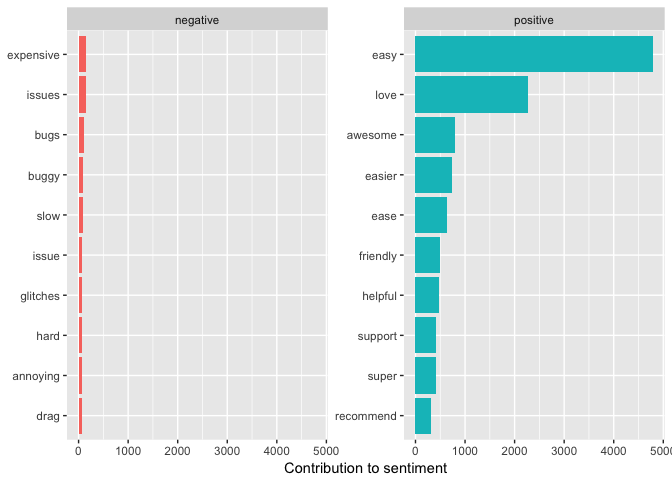 negative
expensive
issues
bugs
buggy
slow
issue
glitches
hard
annoying
drag
0 1000 2000 3000 4000 5000
positive
easy
love
awesome
easier
ease
friendly
helpful
support
super
recommend
0 1000 2000 3000 4000 5000
Contribution to sentiment